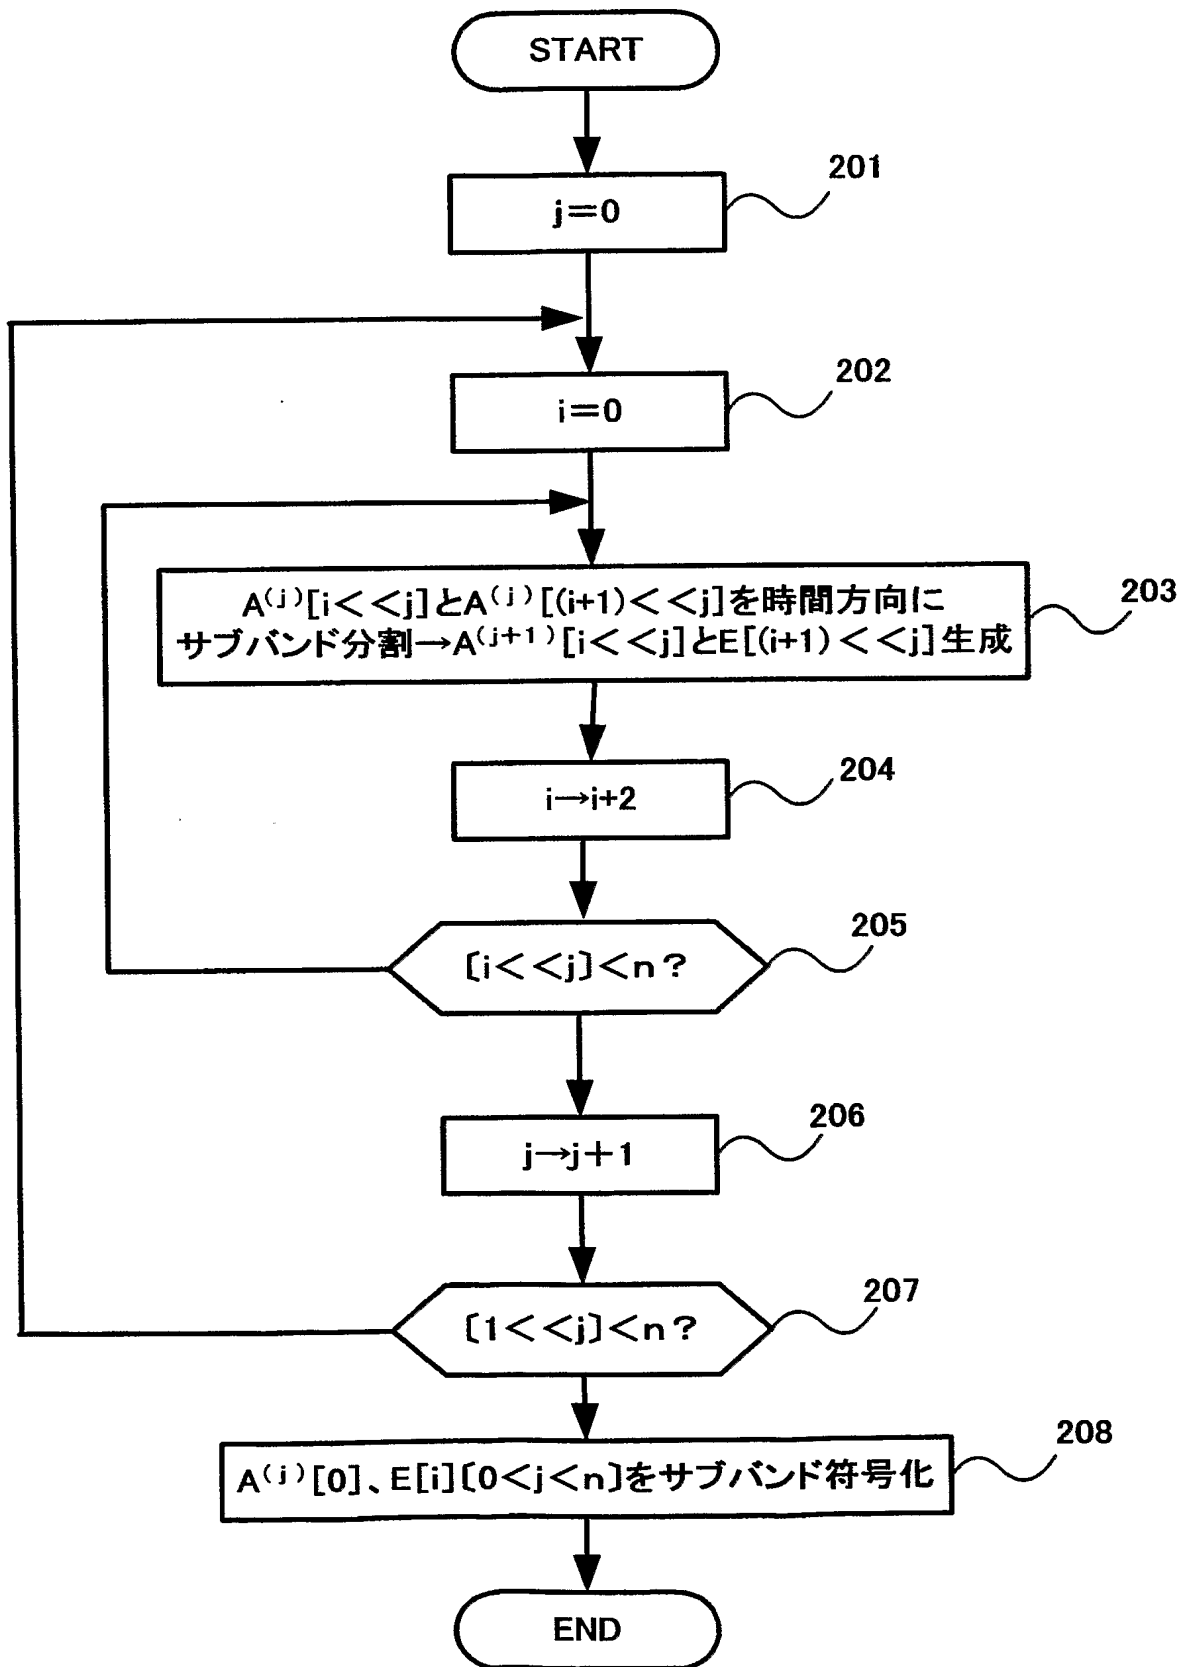 START
201
j＝0
202
i＝0
203
A(j)[i<<j]とA(j)[(i+1)<<j]を時間方向に
サブバンド分割→A(j+1)[i<<j]とE[(i+1)<<j]生成
204
i→i+2
205
〔i<<j〕<n？
206
j→j＋1
207
〔1<<j〕<n？
208
A(j)[0]、E[i]〔0<j<n〕をサブバンド符号化
END